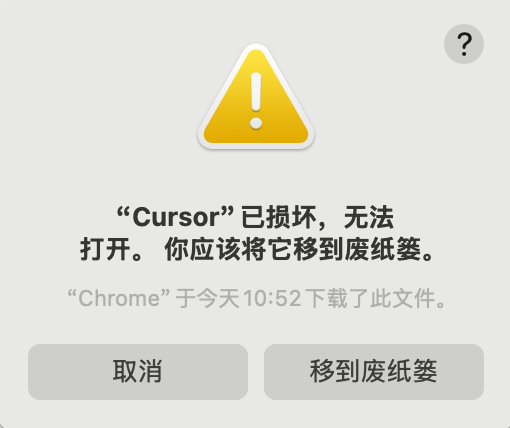 ?
“Cursor”已损坏，无法
打开。 你应该将它移到废纸篓。
“Chrome”于今天10:52下载了此文件。
取消
移到废纸篓